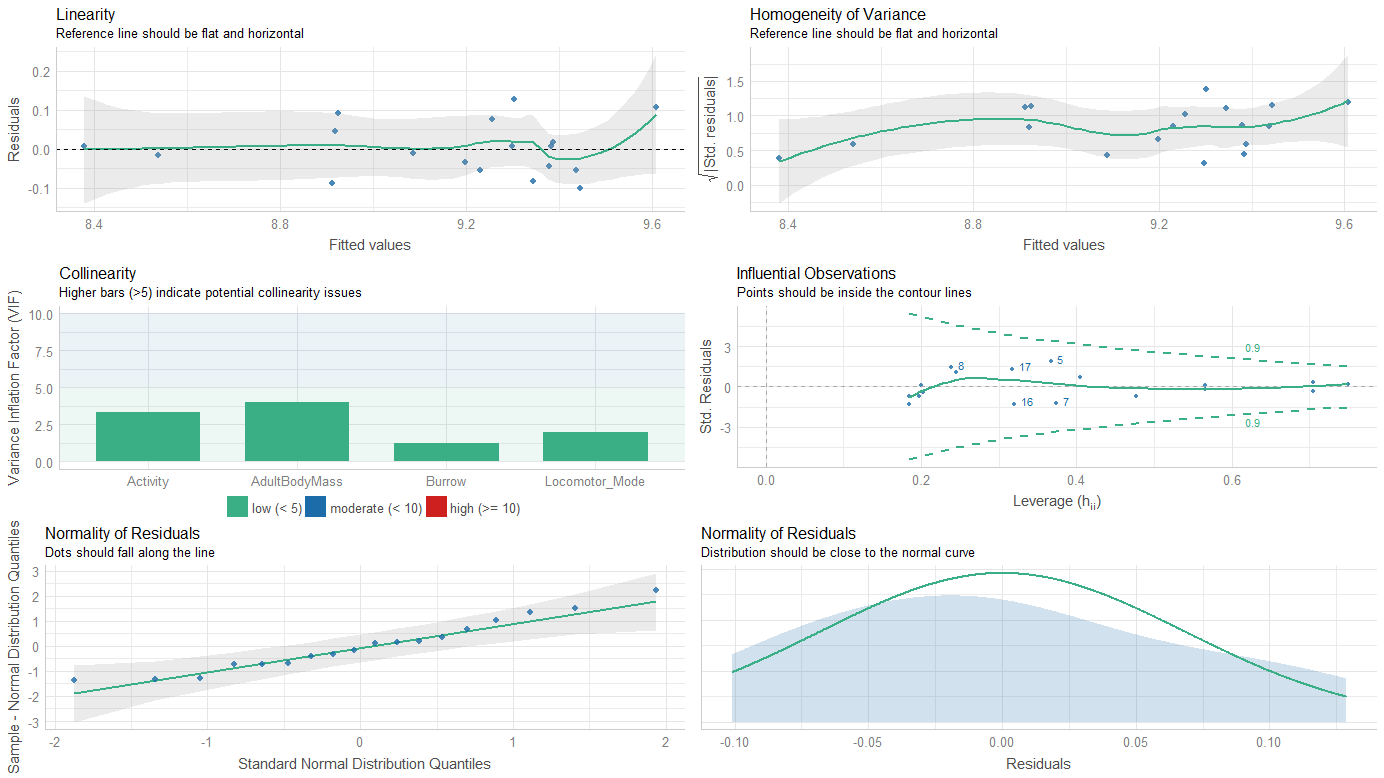 Linearity
Reference line should be flat and horizontal
Residuals
0.2
0.1
0.0
-0.1
8.4
8.8
9.2
9.6
Fitted values
Homogeneity of Variance
Reference line should be flat and horizontal
√|Std. residuals|
1.5
1.0
0.5
0.0
8.4
8.8
9.2
9.6
Fitted values
Collinearity
Higher bars (>5) indicate potential collinearity issues
Variance Inflation Factor (VIF)
10.0
7.5
5.0
2.5
0.0
Activity
AdultBodyMass
Burrow
Locomotor_Mode
low (< 5)
moderate (< 10)
high (>= 10)
Influential Observations
Points should be inside the contour lines
Std. Residuals
3
0
-3
0.9
8
17
5
16
7
0.9
0.0
0.2
0.4
0.6
Leverage (hii)
Normality of Residuals
Dots should fall along the line
Sample - Normal Distribution Quantiles
3
2
1
0
-1
-2
-3
-2
-1
0
1
2
Standard Normal Distribution Quantiles
Normality of Residuals
Distribution should be close to the normal curve
-0.10
-0.05
0.00
0.05
0.10
Residuals